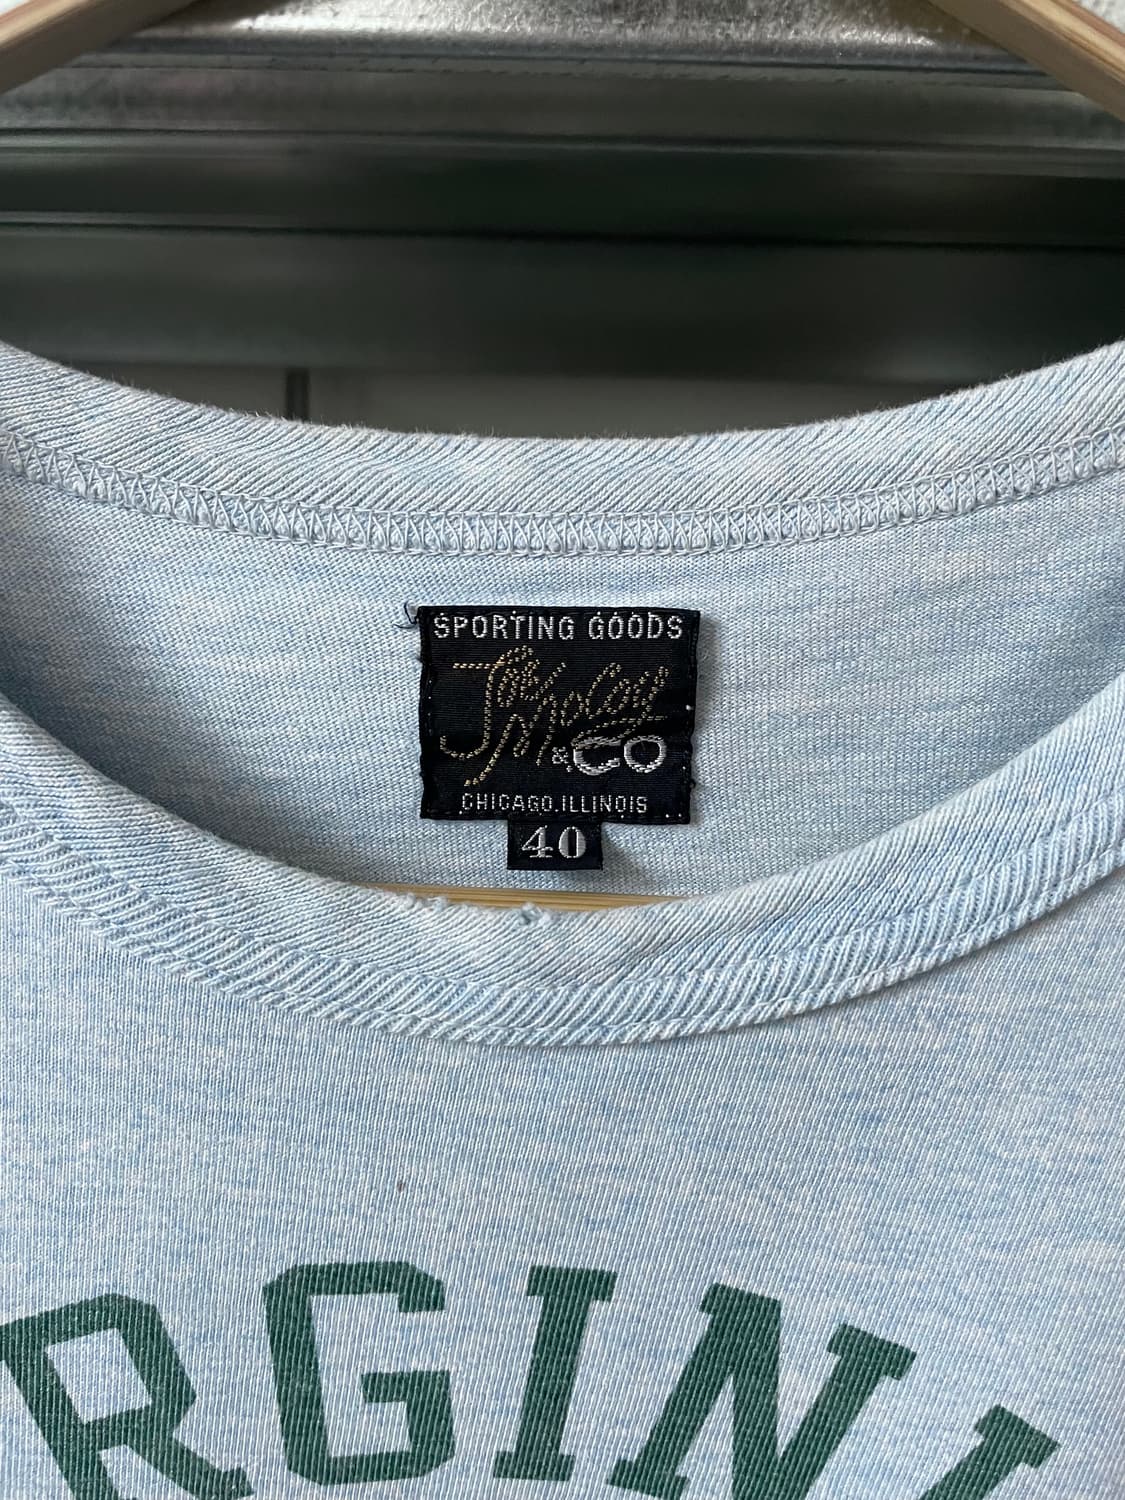 SPORTING GOODS
Joe McCoy
& CO
CHICAGO.ILLINOIS
40
RGIN